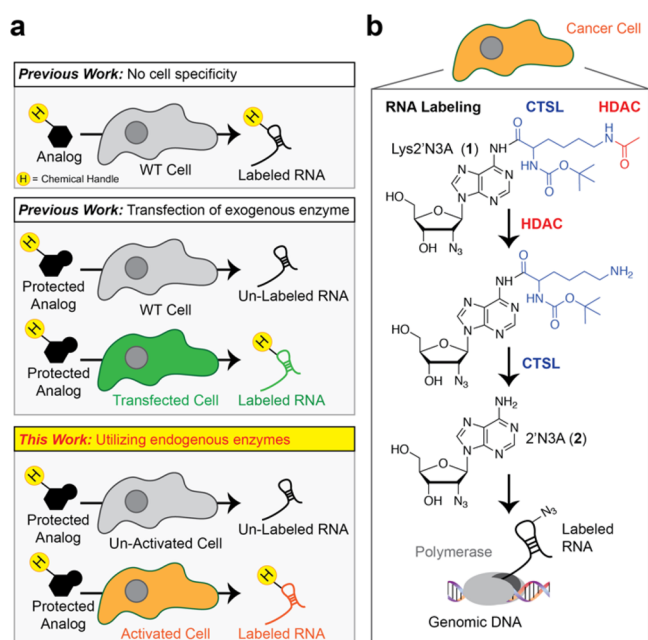 a
Previous Work: No cell specificity
H
H
Analog
WT Cell
Labeled RNA
H = Chemical Handle
Previous Work: Transfection of exogenous enzyme
H
Protected
Analog
WT Cell
Un-Labeled RNA
H
H
Protected
Analog
Transfected Cell
Labeled RNA
This Work: Utilizing endogenous enzymes
H
Protected
Analog
Un-Activated Cell
Un-Labeled RNA
H
H
Protected
Analog
Activated Cell
Labeled RNA
b
Cancer Cell
RNA Labeling
CTSL
HDAC
Lys2'N3A (1)
O
H
N
NH
HN
O
O
O
N
N
N
N
HO
O
OH
N3
HDAC
O
NH2
NH
HN
O
O
N
N
N
N
HO
O
OH
N3
CTSL
NH2
N
N
N
N
2'N3A (2)
HO
O
OH
N3
N3
Labeled
RNA
Polymerase
Genomic DNA